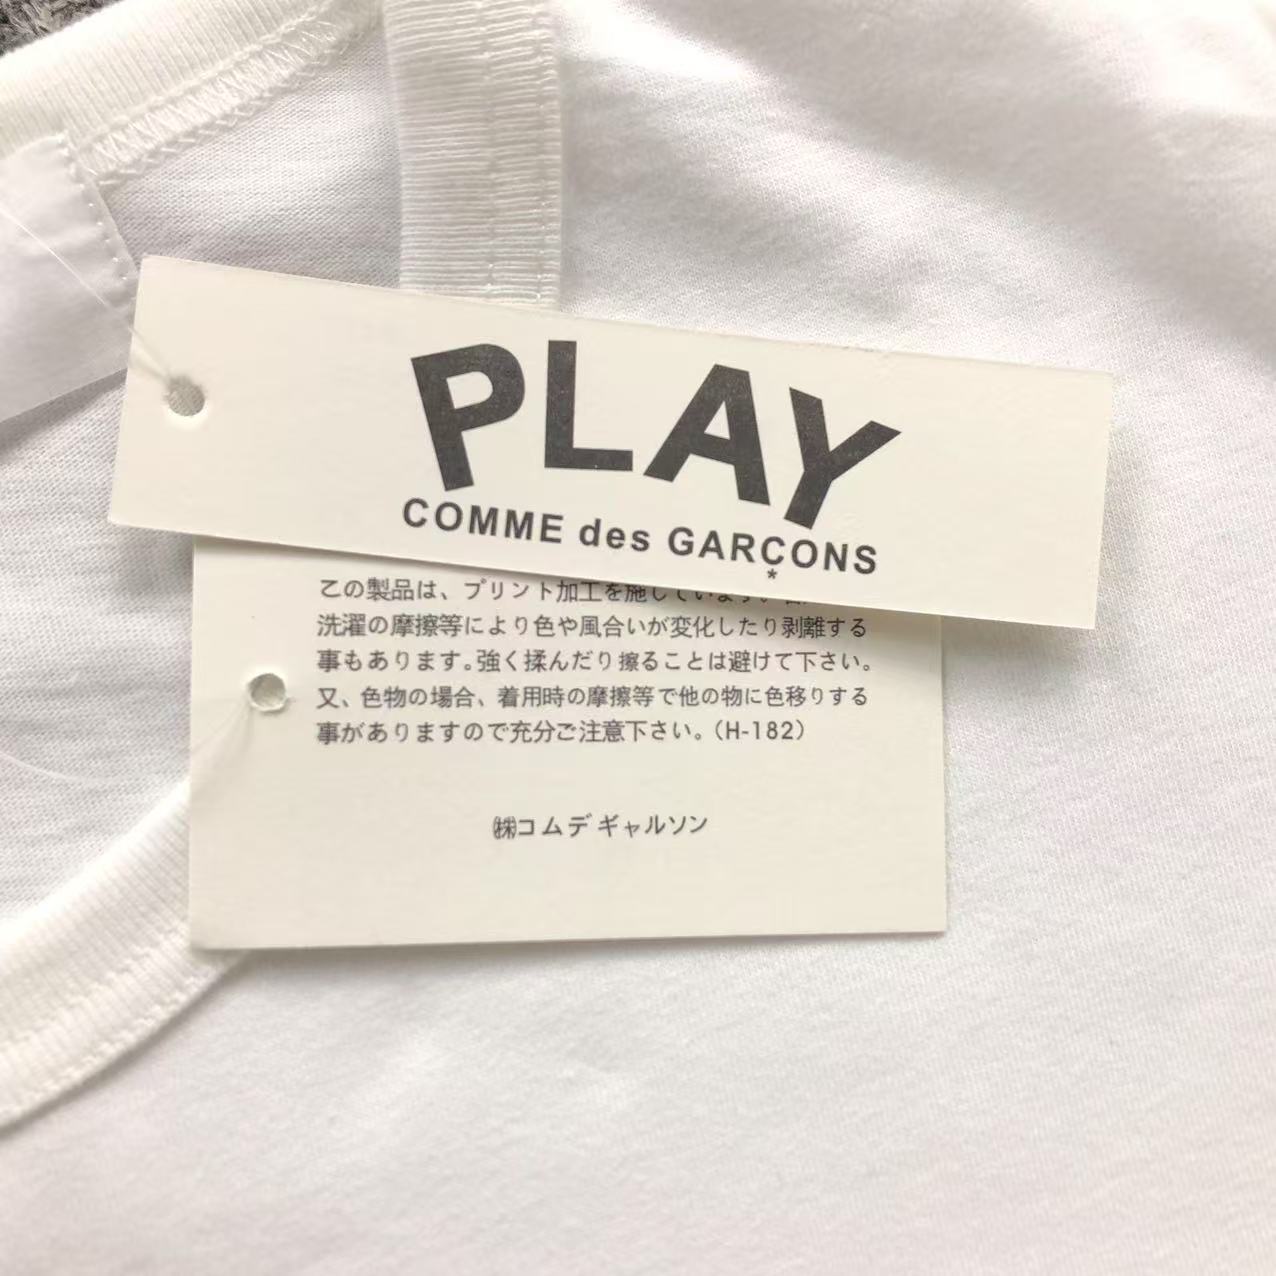 PLAY
COMME des GARÇONS
*
この製品は、プリント加工を施しています。
洗濯の摩擦等により色や風合いが変化したり剥離する
事もあります。強く揉んだり擦ることは避けて下さい。
又、色物の場合、着用時の摩擦等で他の物に色移りする
事がありますので充分ご注意下さい。（H-182）
㈱コムデ ギャルソン